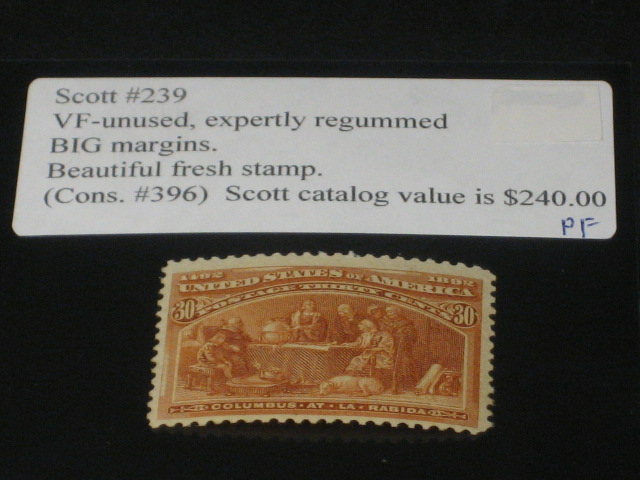 Scott #239
VF-unused, expertly regummed
BIG margins.
Beautiful fresh stamp.
(Cons. #396)  Scott catalog value is $240.00
PF
1492 1892
UNITED STATES OF AMERICA
POSTAGE THIRTY CENTS
30 30
COLUMBUS · AT · LA · RABIDA